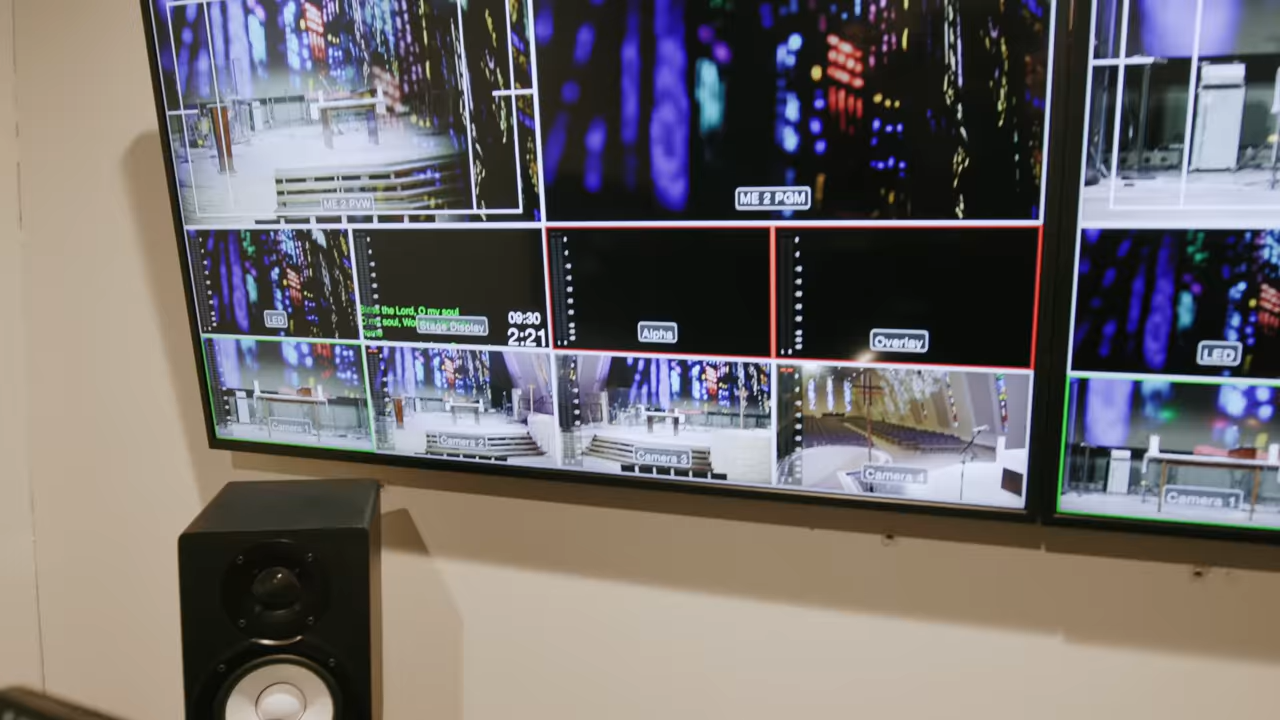 ME 2 PVW
ME 2 PGM
LED
Bless the Lord, O my soul
O my soul, Wo
name
Stage Display
09:30
2:21
Alpha
Overlay
LED
Camera 1
Camera 2
Camera 3
Camera 4
Camera 1